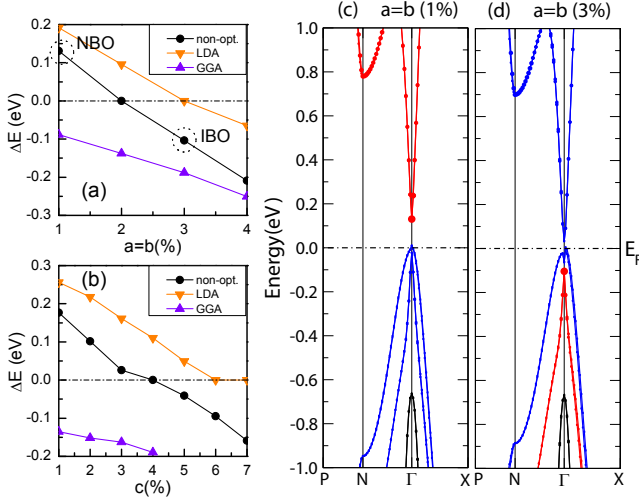 (c) a=b (1%) (d) a=b (3%)
NBO
non-opt.
LDA
GGA
IBO
(a)
ΔE (eV)
0.2
0.1
0.0
-0.1
-0.2
-0.3
1 2 3 4
a=b(%)
(b)
non-opt.
LDA
GGA
ΔE (eV)
0.3
0.2
0.1
0.0
-0.1
-0.2
1 2 3 4 5 6 7
c(%)
Energy(eV)
1.0
0.8
0.6
0.4
0.2
0.0
-0.2
-0.4
-0.6
-0.8
-1.0
P N Γ X
P N Γ X